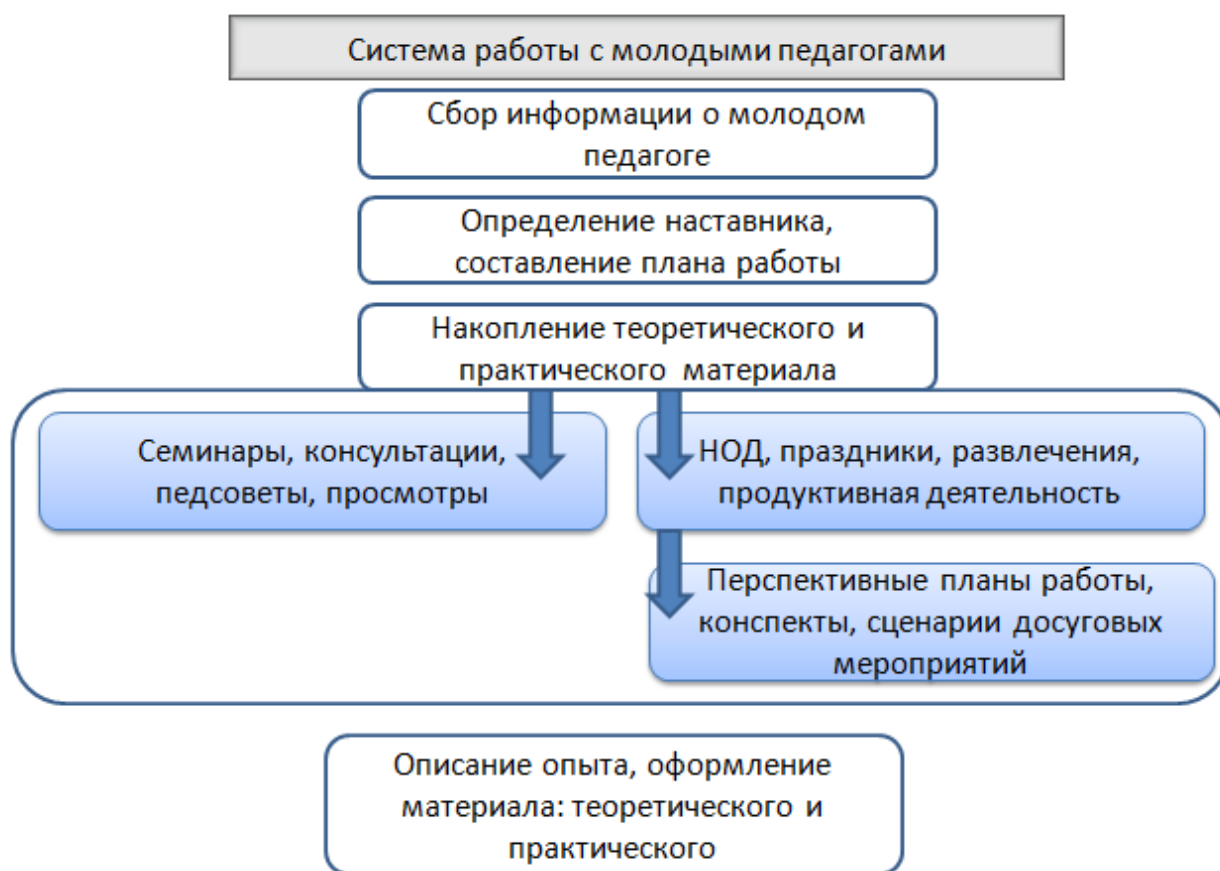 Система работы с молодыми педагогами
Сбор информации о молодом
педагоге
Определение наставника,
составление плана работы
Накопление теоретического и
практического материала
Семинары, консультации,
педсоветы, просмотры
НОД, праздники, развлечения,
продуктивная деятельность
Перспективные планы работы,
конспекты, сценарии досуговых
мероприятий
Описание опыта, оформление
материала: теоретического и
практического